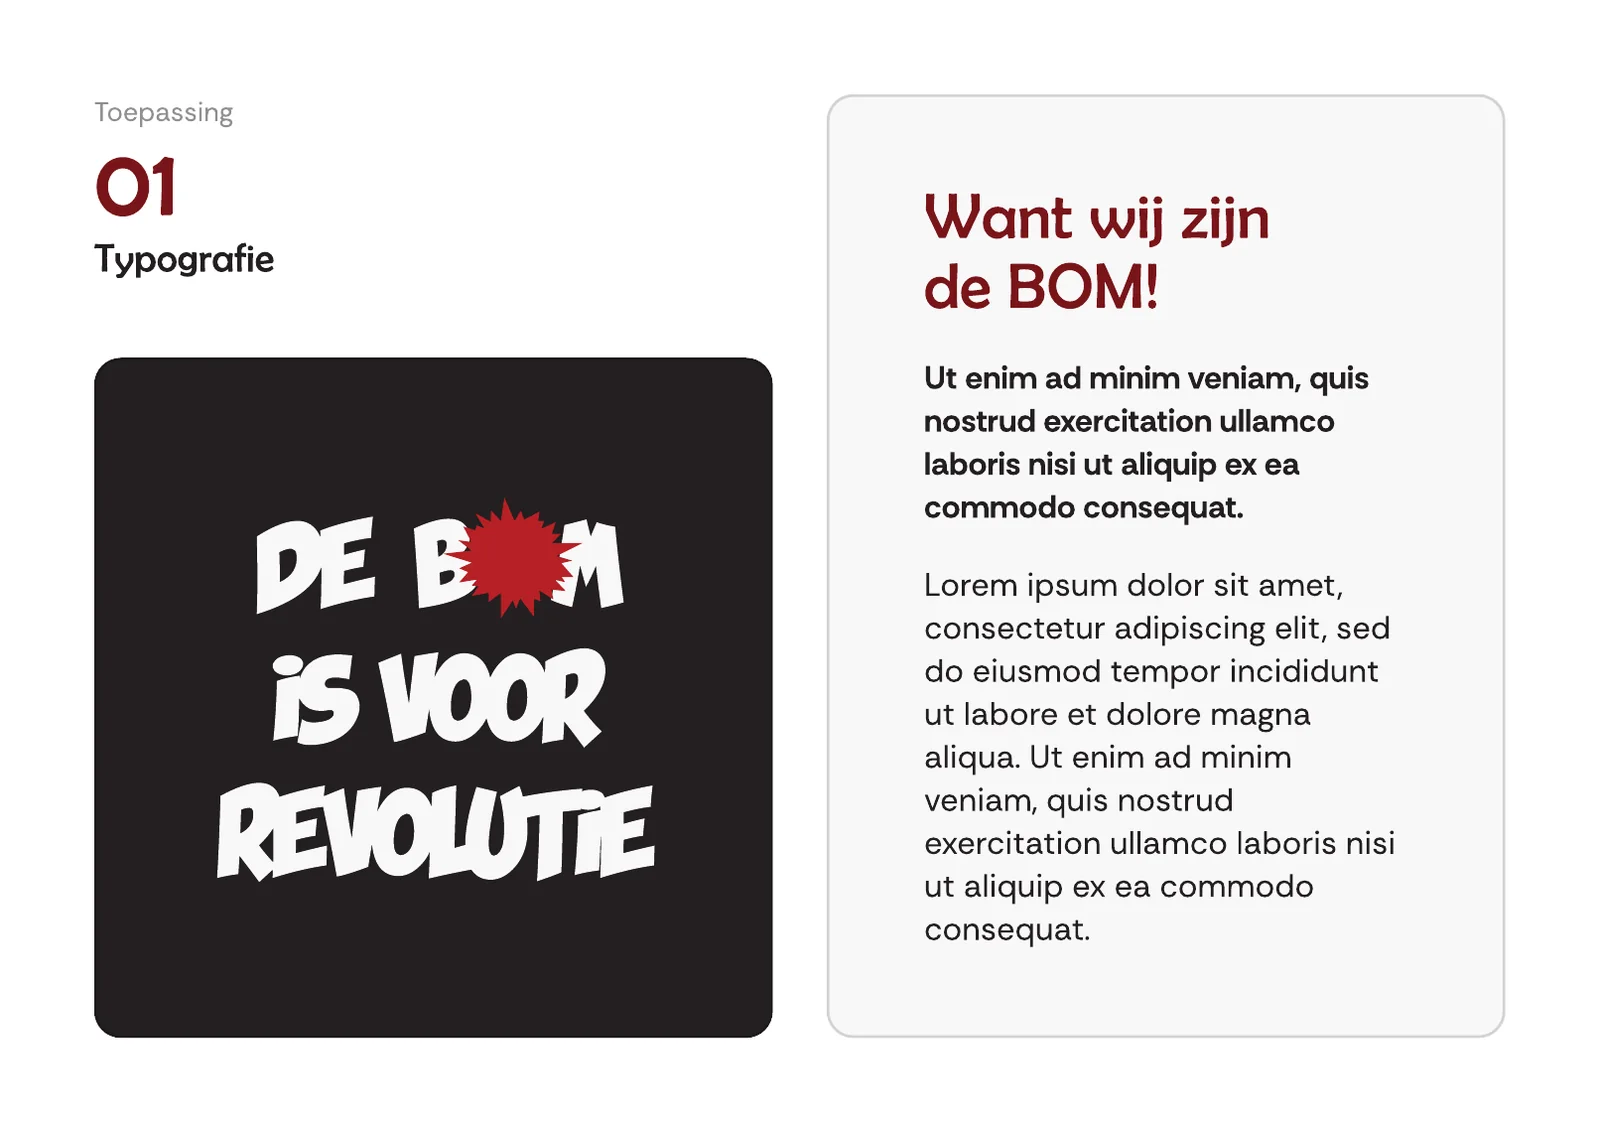 Toepassing
01
Typografie
DE BOM
iS VOOR
REVOLUTiE
Want wij zijn
de BOM!
Ut enim ad minim veniam, quis
nostrud exercitation ullamco
laboris nisi ut aliquip ex ea
commodo consequat.
Lorem ipsum dolor sit amet,
consectetur adipiscing elit, sed
do eiusmod tempor incididunt
ut labore et dolore magna
aliqua. Ut enim ad minim
veniam, quis nostrud
exercitation ullamco laboris nisi
ut aliquip ex ea commodo
consequat.